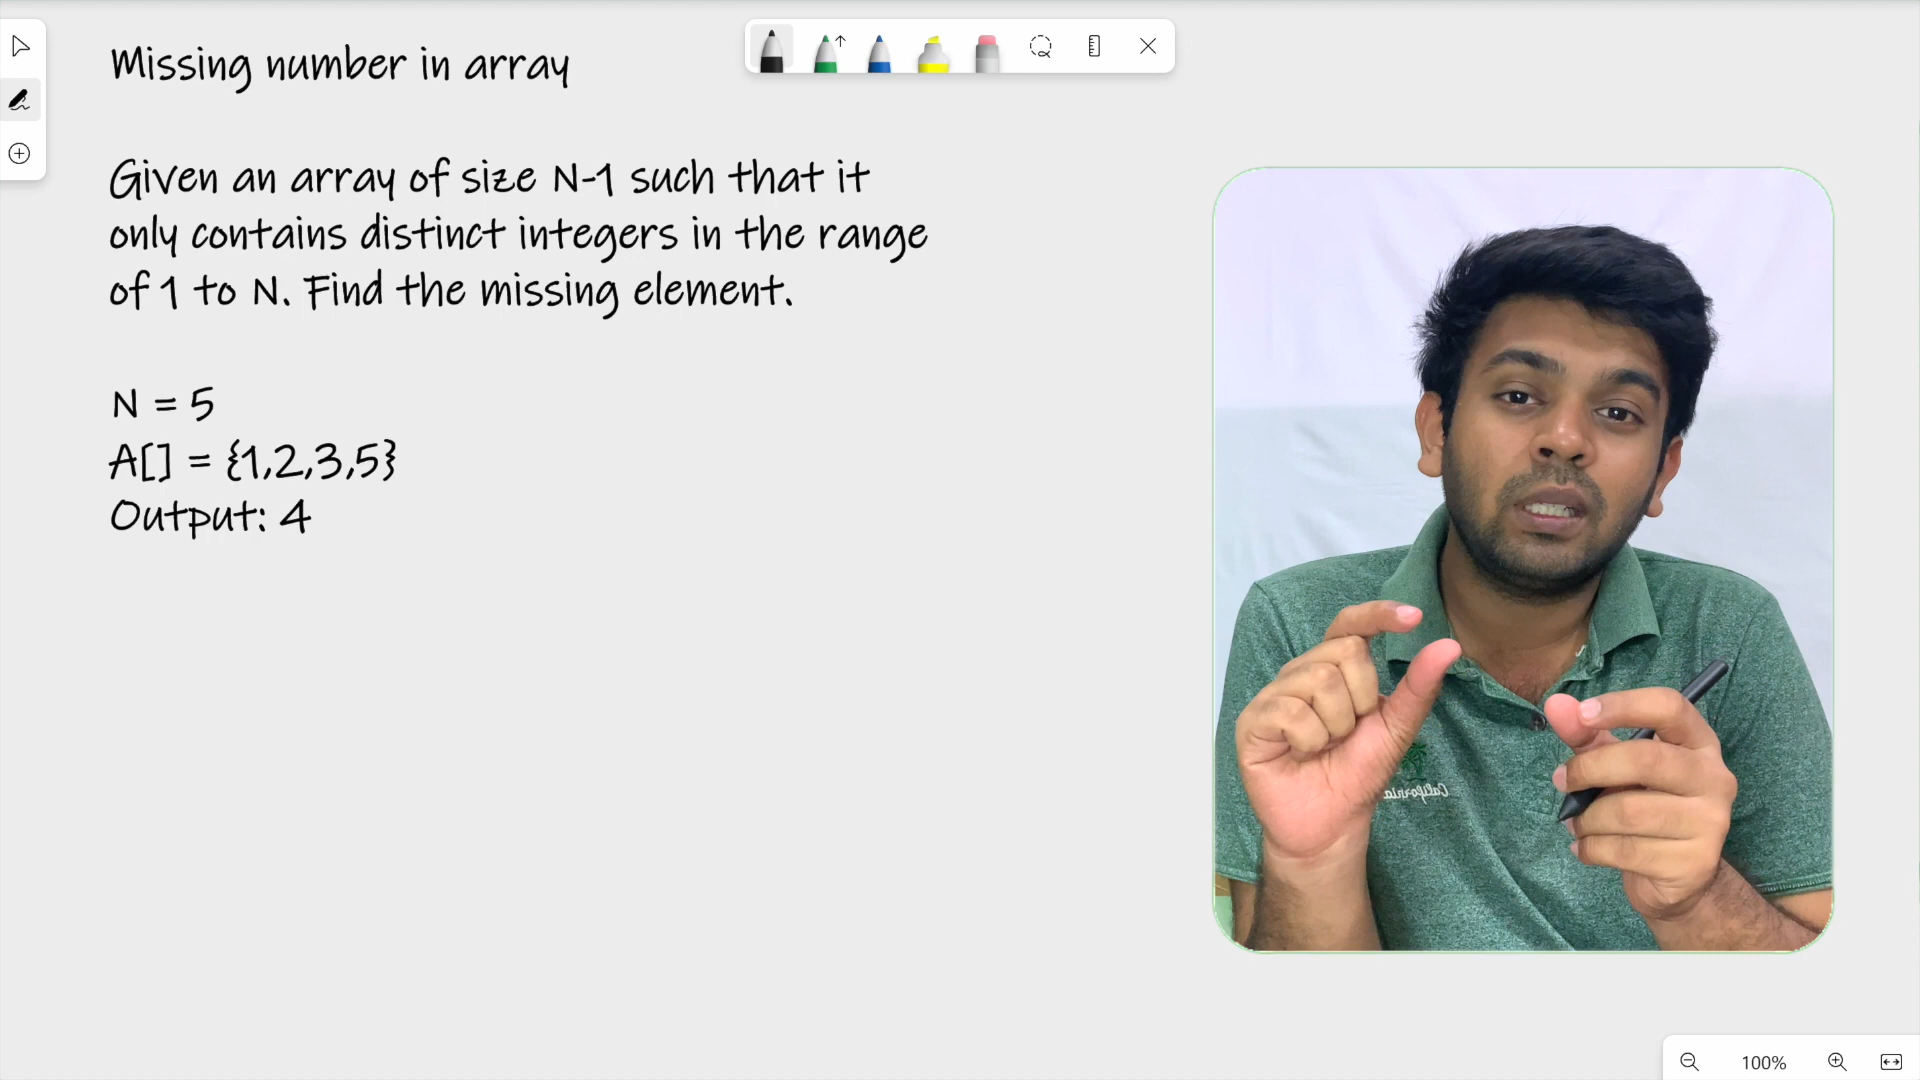 Missing number in array
Given an array of size N-1 such that it
only contains distinct integers in the range
of 1 to N. Find the missing element.
N = 5
A[] = {1,2,3,5}
Output: 4
California
100%